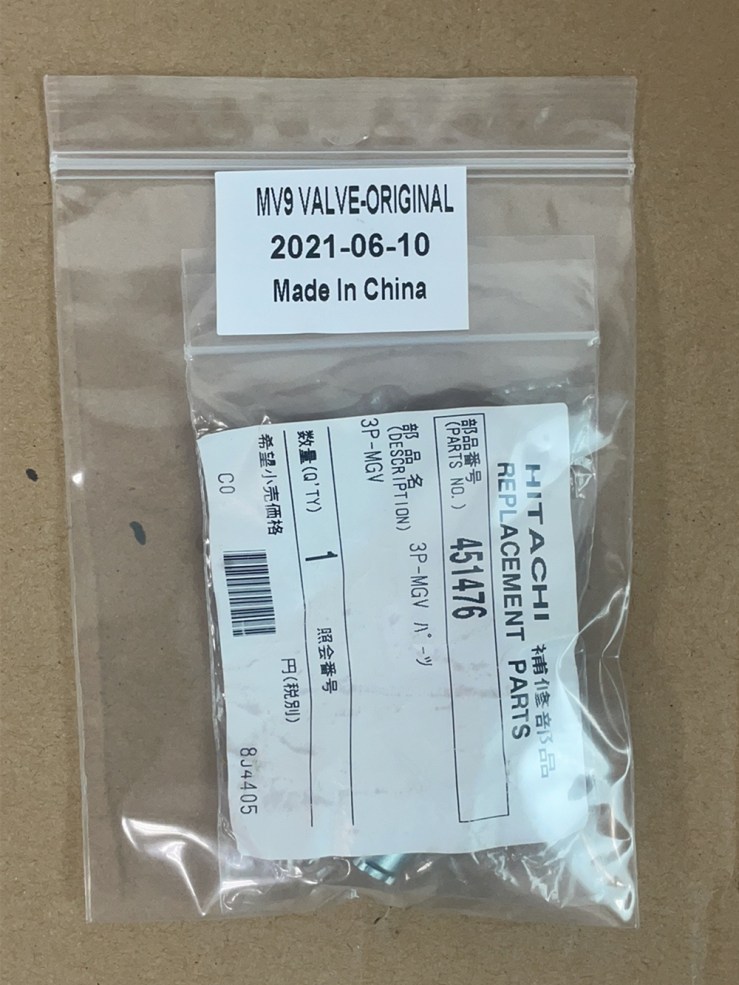 MV9 VALVE-ORIGINAL
2021-06-10
Made In China
HITACHI 補修部品
REPLACEMENT PARTS
部品番号
(PARTS NO.) 451476
部品名
(DESCRIPTION) 3P-MGV パーツ
3P-MGV
数量(Q'TY) 1 照会番号
希望小売価格 円(税別)
C0 8J4405